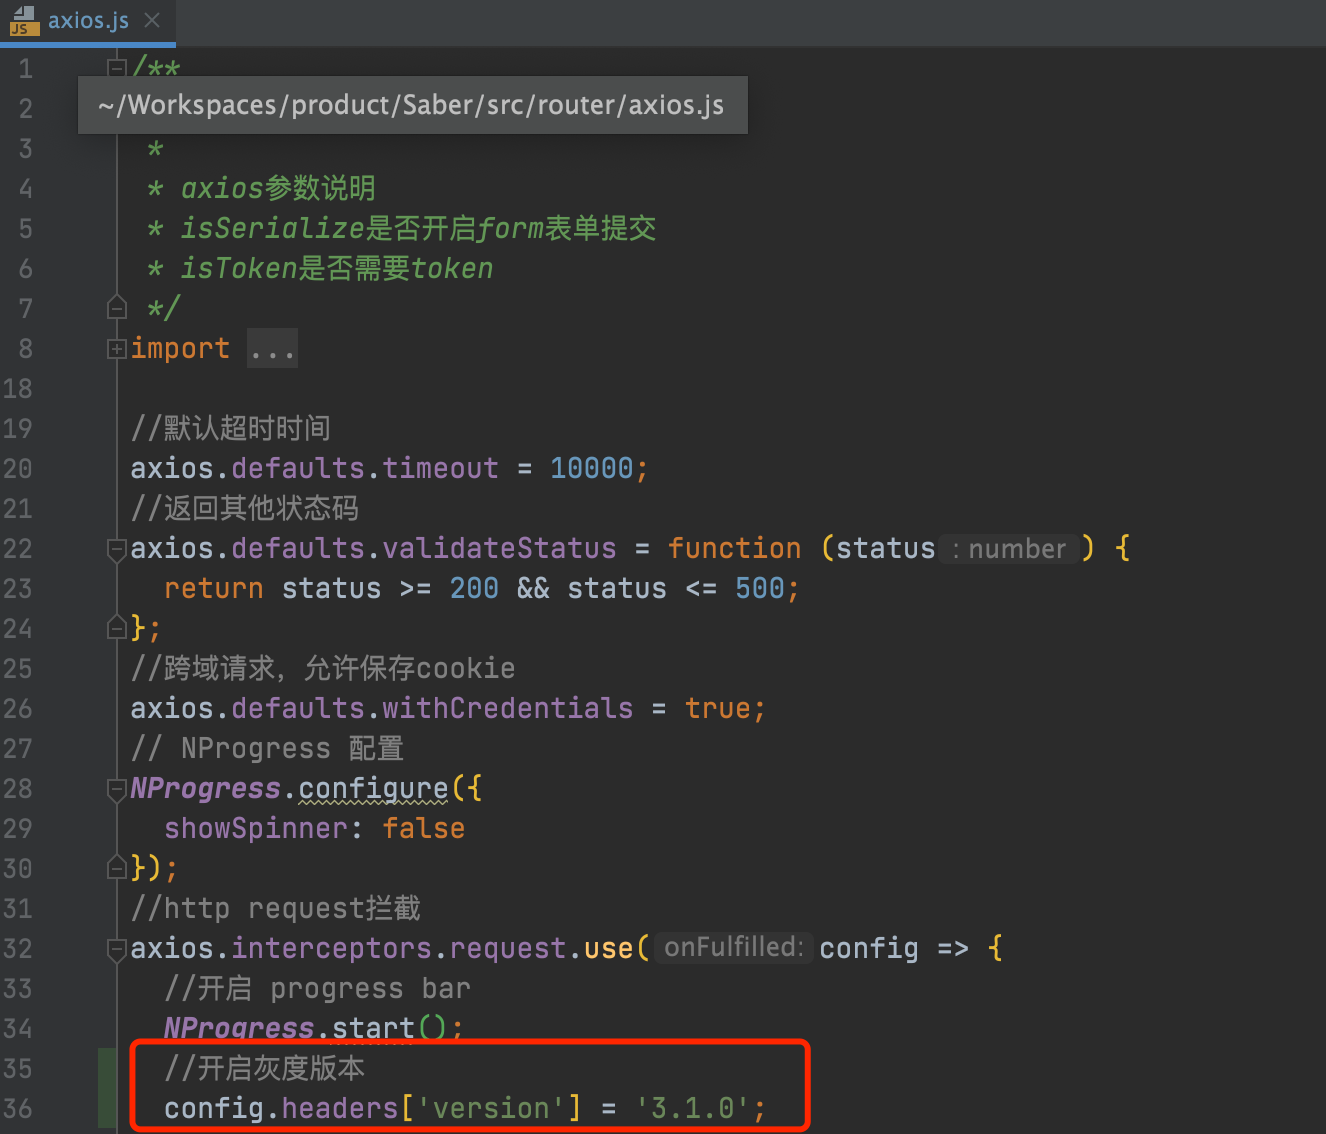 axios.js
JS
1 /**
~/Workspaces/product/Saber/src/router/axios.js
2
3 *
4 * axios参数说明
5 * isSerialize是否开启form表单提交
6 * isToken是否需要token
7 */
8 import ...
18
19 //默认超时时间
20 axios.defaults.timeout = 10000;
21 //返回其他状态码
22 axios.defaults.validateStatus = function (status : number ) {
23 return status >= 200 && status <= 500;
24 };
25 //跨域请求，允许保存cookie
26 axios.defaults.withCredentials = true;
27 // NProgress 配置
28 NProgress.configure({
29 showSpinner: false
30 });
31 //http request拦截
32 axios.interceptors.request.use( onFulfilled: config => {
33 //开启 progress bar
34 NProgress.start();
35 //开启灰度版本
36 config.headers['version'] = '3.1.0';